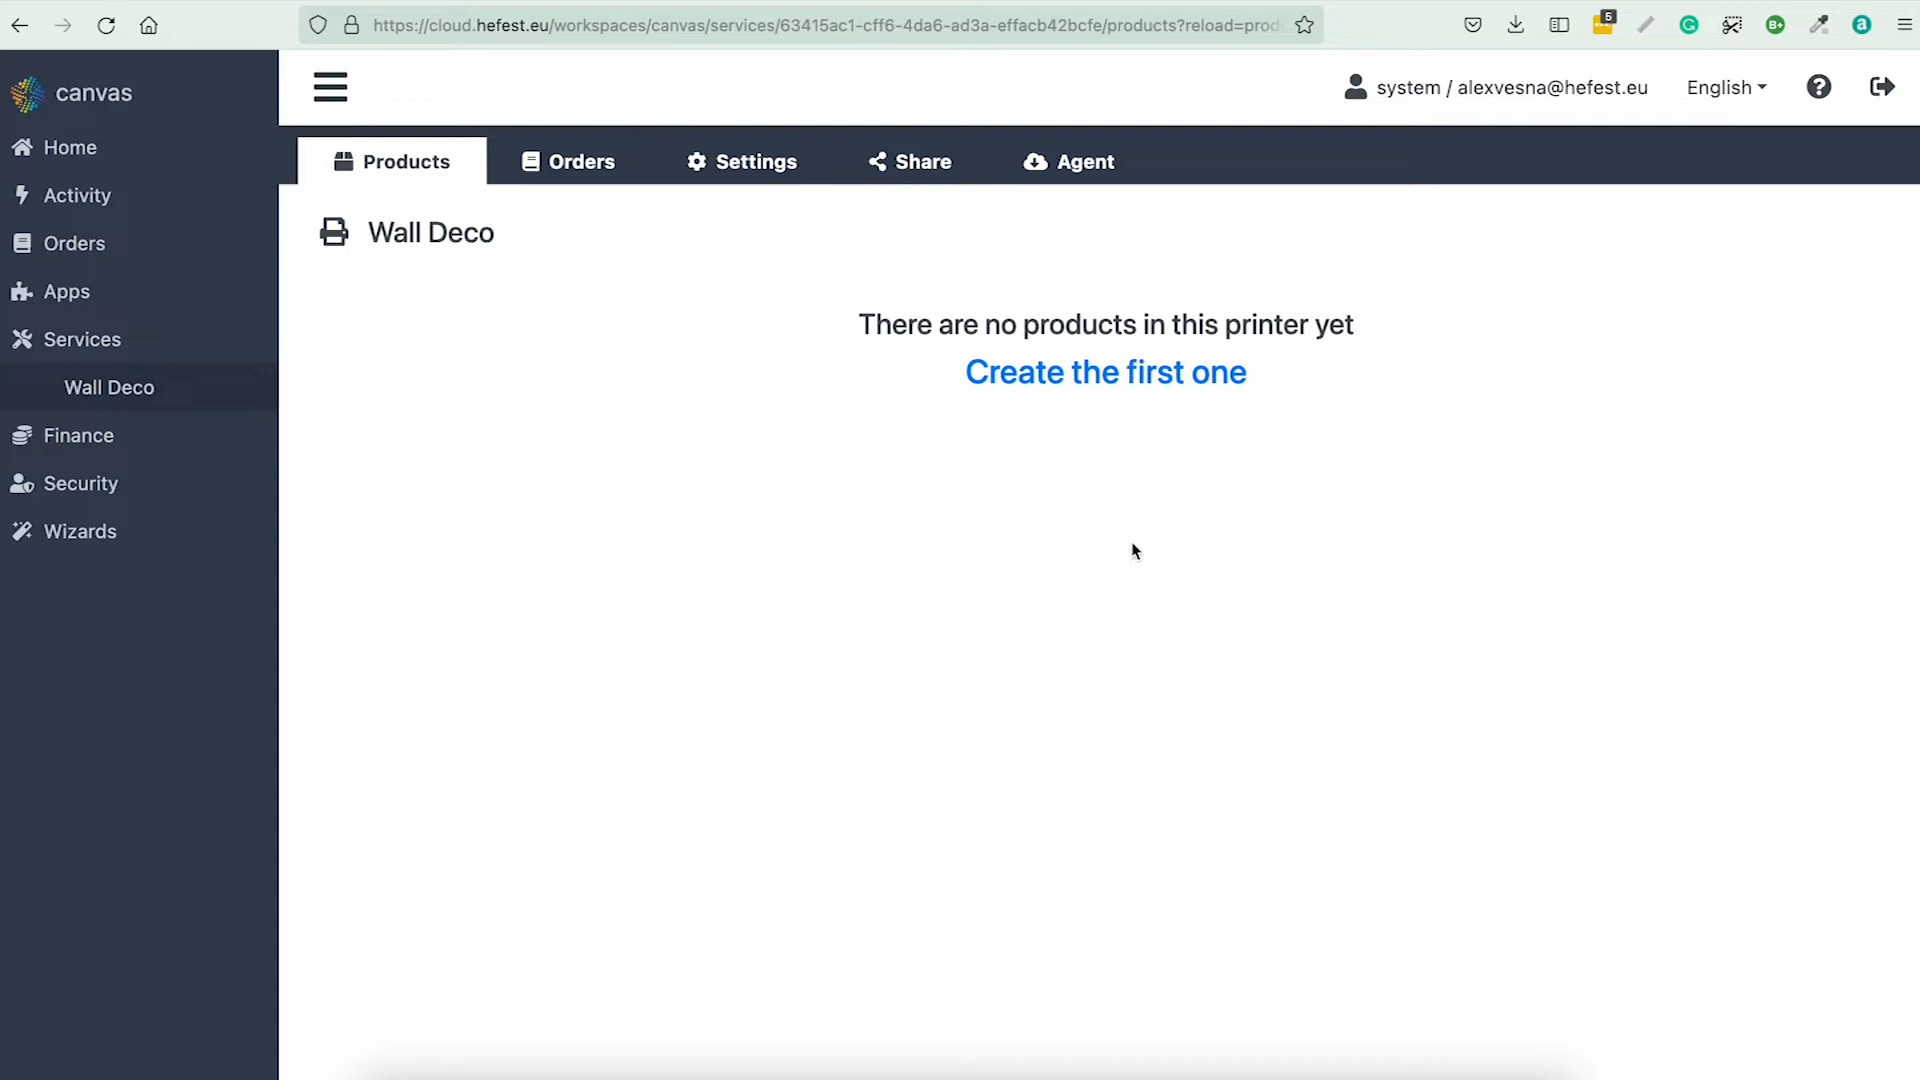 https://cloud.hefest.eu/workspaces/canvas/services/63415ac1-cff6-4da6-ad3a-effacb42bcfe/products?reload=prod
5
G
B+
a
canvas
system / alexvesna@hefest.eu
English
?
Home
Activity
Orders
Apps
Services
Wall Deco
Finance
Security
Wizards
Products
Orders
Settings
Share
Agent
Wall Deco
There are no products in this printer yet
Create the first one